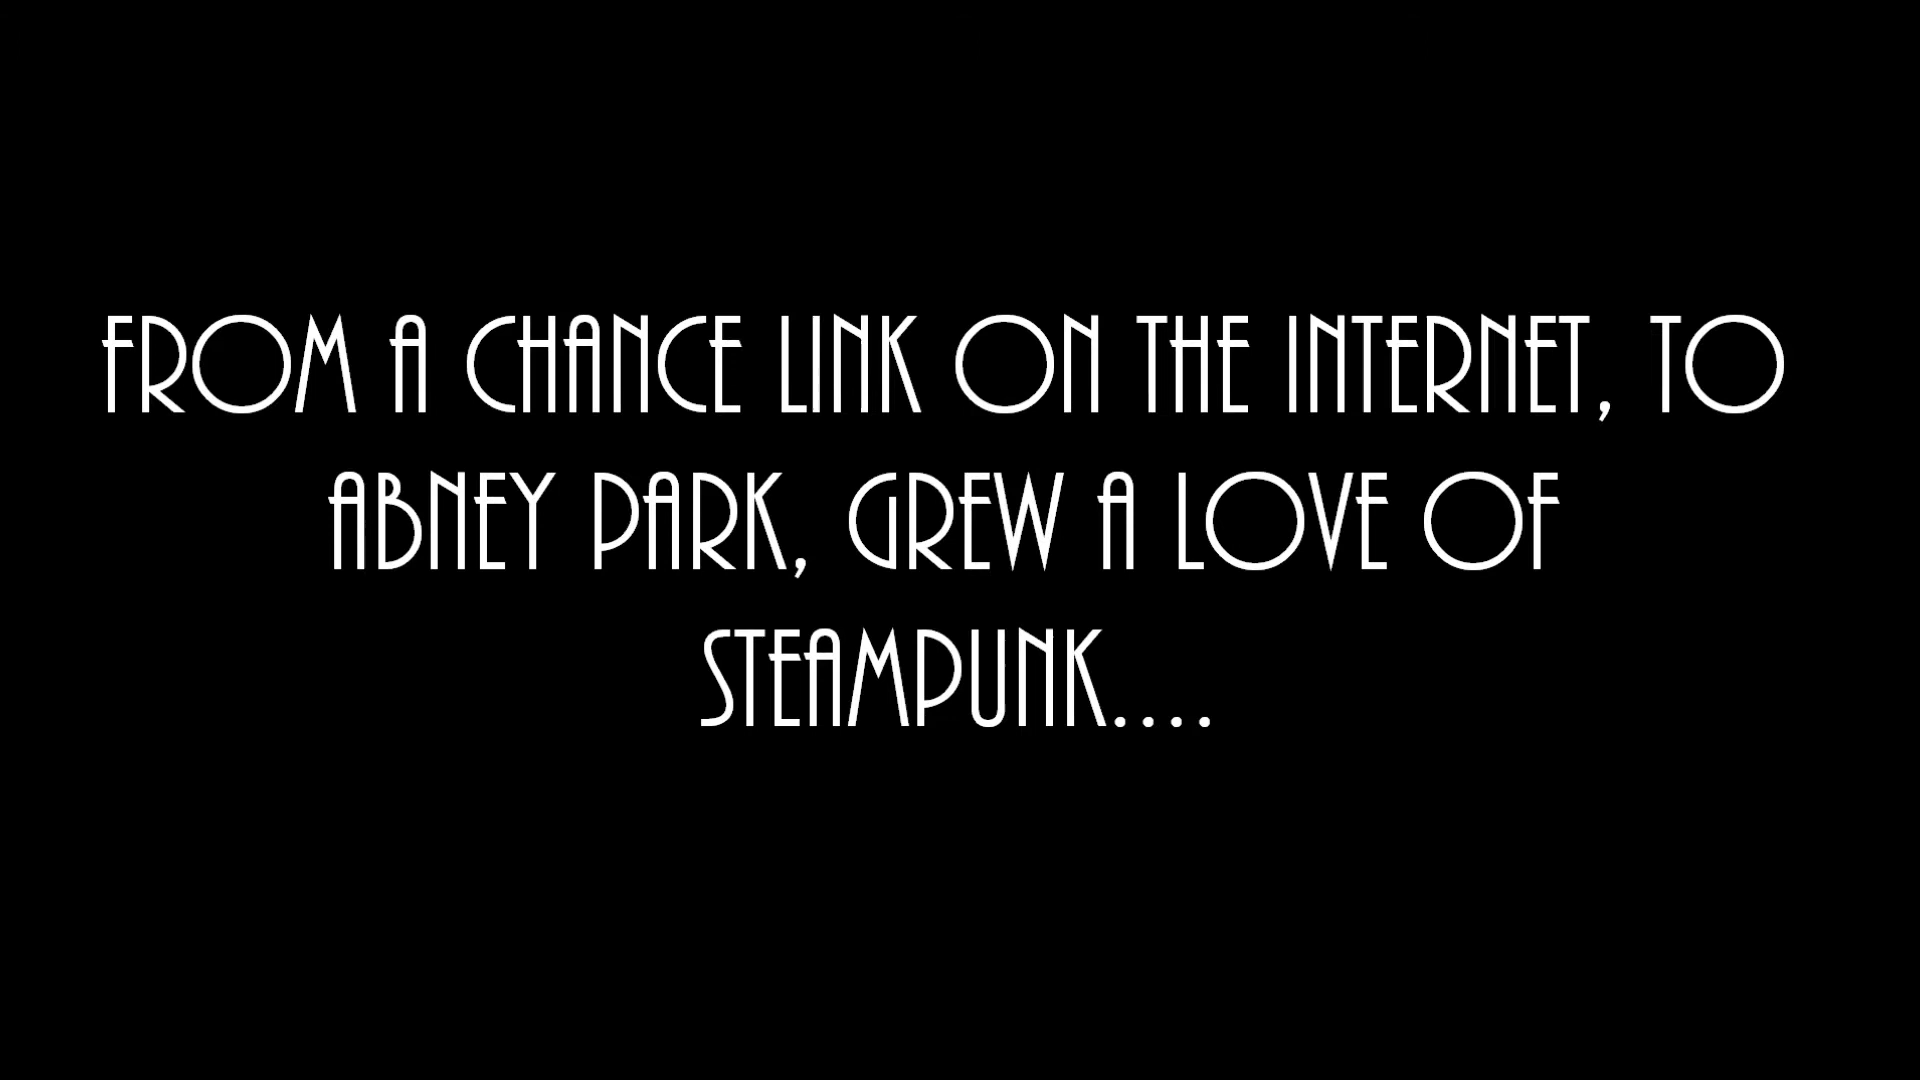 FROM A CHANCE LINK ON THE INTERNET, TO
ABNEY PARK, GREW A LOVE OF
STEAMPUNK....